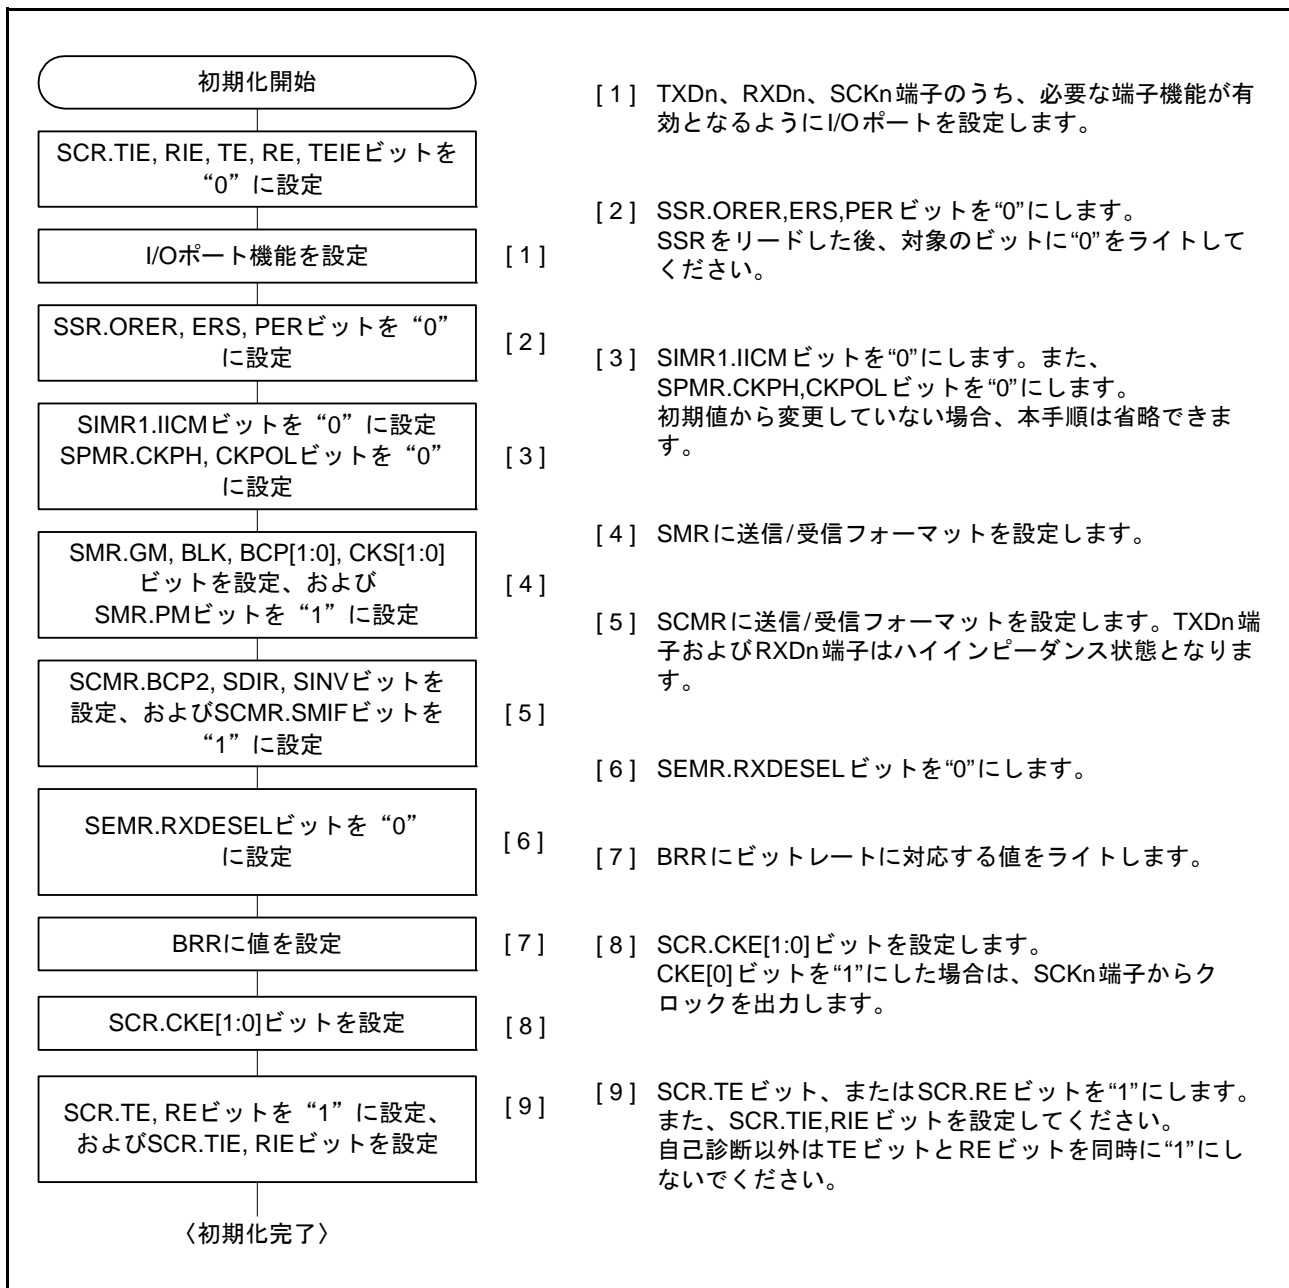 初期化開始
SCR.TIE, RIE, TE, RE, TEIEビットを
“0”に設定
I/Oポート機能を設定
[ 1 ]
SSR.ORER, ERS, PERビットを“0”
に設定
[ 2 ]
SIMR1.IICMビットを“0”に設定
SPMR.CKPH, CKPOLビットを“0”
に設定
[ 3 ]
SMR.GM, BLK, BCP[1:0], CKS[1:0]
ビットを設定、および
SMR.PMビットを“1”に設定
[ 4 ]
SCMR.BCP2, SDIR, SINVビットを
設定、およびSCMR.SMIFビットを
“1”に設定
[ 5 ]
SEMR.RXDESELビットを“0”
に設定
[ 6 ]
BRRに値を設定
[ 7 ]
SCR.CKE[1:0]ビットを設定
[ 8 ]
SCR.TE, REビットを“1”に設定、
およびSCR.TIE, RIEビットを設定
[ 9 ]
〈初期化完了〉
[ 1 ] TXDn、RXDn、SCKn端子のうち、必要な端子機能が有
効となるようにI/Oポートを設定します。
[ 2 ] SSR.ORER,ERS,PERビットを“0”にします。
SSRをリードした後、対象のビットに“0”をライトして
ください。
[ 3 ] SIMR1.IICMビットを“0”にします。また、
SPMR.CKPH,CKPOLビットを“0”にします。
初期値から変更していない場合、本手順は省略できま
す。
[ 4 ] SMRに送信/受信フォーマットを設定します。
[ 5 ] SCMRに送信/受信フォーマットを設定します。TXDn端
子およびRXDn端子はハイインピーダンス状態となりま
す。
[ 6 ] SEMR.RXDESELビットを“0”にします。
[ 7 ] BRRにビットレートに対応する値をライトします。
[ 8 ] SCR.CKE[1:0]ビットを設定します。
CKE[0]ビットを“1”にした場合は、SCKn端子からク
ロックを出力します。
[ 9 ] SCR.TEビット、またはSCR.REビットを“1”にします。
また、SCR.TIE,RIEビットを設定してください。
自己診断以外はTEビットとREビットを同時に“1”にし
ないでください。